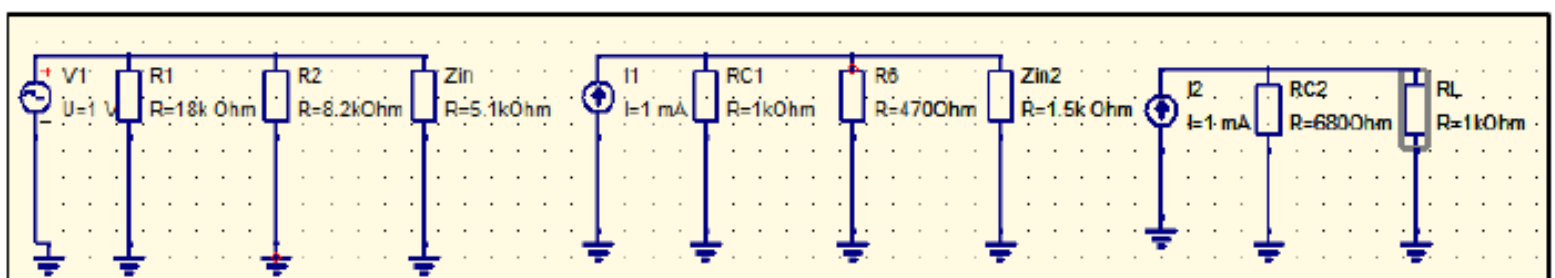 V1
U=1 V
R1
R=18k Ohm
R2
R=8.2kOhm
Zin
R=5.1kOhm
I1
I=1 mA
RC1
R=1kOhm
R6
R=470Ohm
Zin2
R=1.5k Ohm
I2
I=1 mA
RC2
R=680Ohm
RL
R=1kOhm